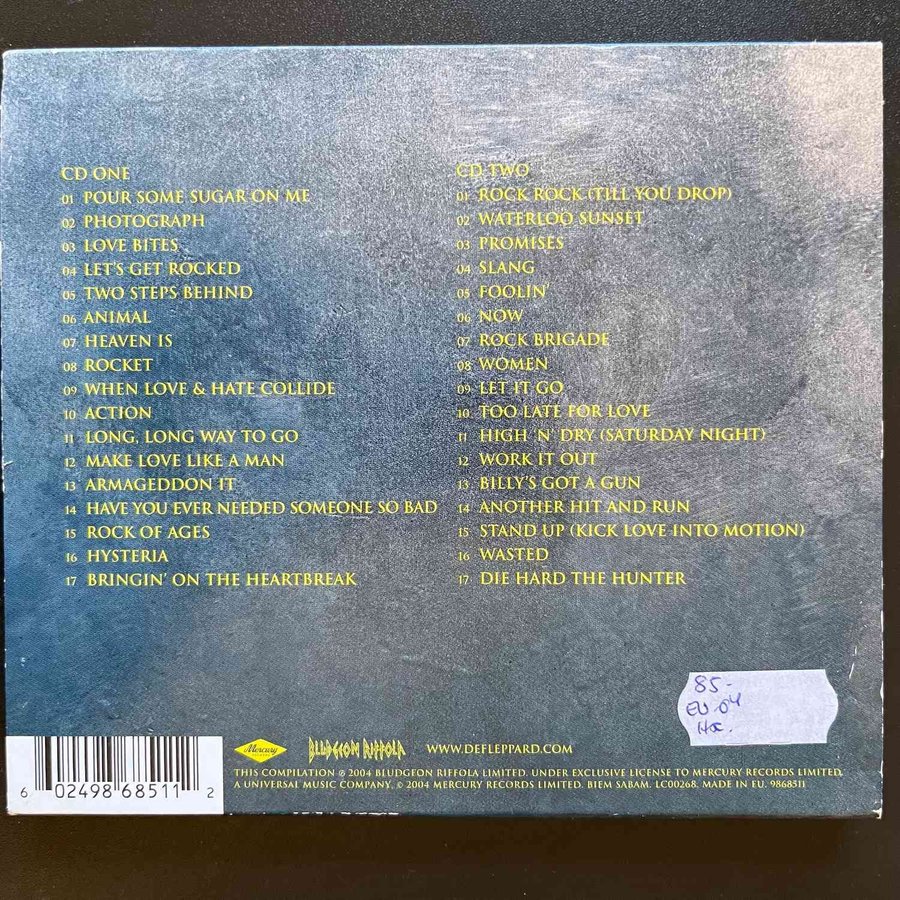 CD ONE
01 POUR SOME SUGAR ON ME
02 PHOTOGRAPH
03 LOVE BITES
04 LET'S GET ROCKED
05 TWO STEPS BEHIND
06 ANIMAL
07 HEAVEN IS
08 ROCKET
09 WHEN LOVE & HATE COLLIDE
10 ACTION
11 LONG, LONG WAY TO GO
12 MAKE LOVE LIKE A MAN
13 ARMAGEDDON IT
14 HAVE YOU EVER NEEDED SOMEONE SO BAD
15 ROCK OF AGES
16 HYSTERIA
17 BRINGIN' ON THE HEARTBREAK
CD TWO
01 ROCK ROCK (TILL YOU DROP)
02 WATERLOO SUNSET
03 PROMISES
04 SLANG
05 FOOLIN'
06 NOW
07 ROCK BRIGADE
08 WOMEN
09 LET IT GO
10 TOO LATE FOR LOVE
11 HIGH 'N' DRY (SATURDAY NIGHT)
12 WORK IT OUT
13 BILLY'S GOT A GUN
14 ANOTHER HIT AND RUN
15 STAND UP (KICK LOVE INTO MOTION)
16 WASTED
17 DIE HARD THE HUNTER
85-
EU 04
6 02498 68511 2
Mercury
BLUDGEON RIFFOLA
WWW.DEFLEPPARD.COM
THIS COMPILATION ℗ 2004 BLUDGEON RIFFOLA LIMITED. UNDER EXCLUSIVE LICENSE TO MERCURY RECORDS LIMITED,
A UNIVERSAL MUSIC COMPANY, © 2004 MERCURY RECORDS LIMITED. BIEM SABAM. LC00268. MADE IN EU. 9868511